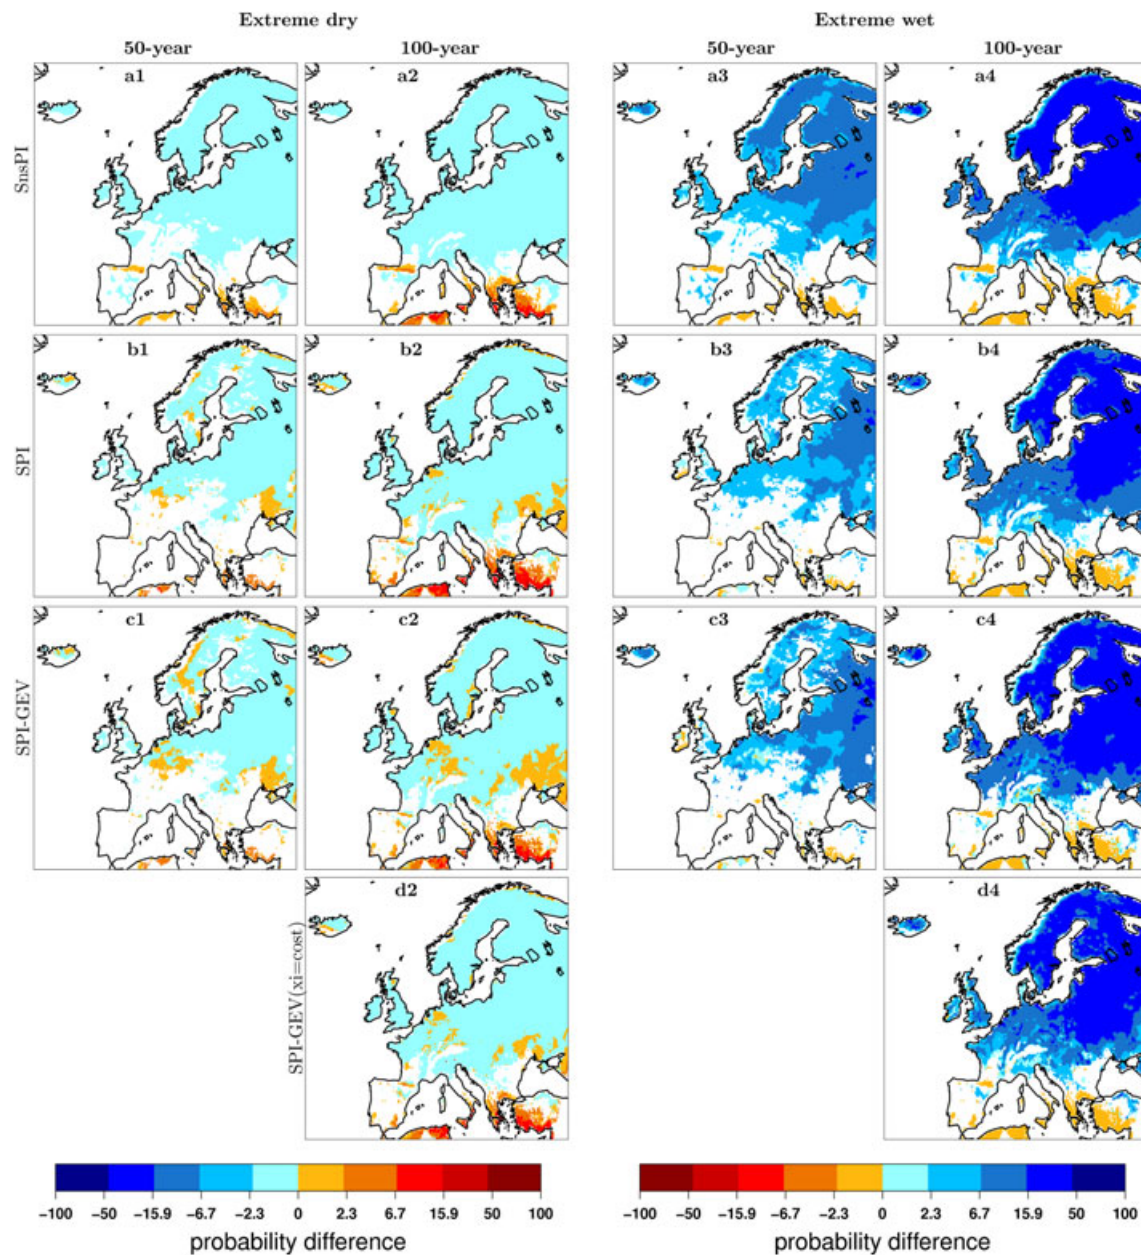 Extreme dry Extreme wet
50-year 100-year 50-year 100-year
a1 a2 a3 a4
SnsPI
b1 b2 b3 b4
SPI
c1 c2 c3 c4
SPI-GEV
d2 d4
SPI-GEV(xi=cost)
−100 −50 −15.9 −6.7 −2.3 0 2.3 6.7 15.9 50 100
probability difference
−100 −50 −15.9 −6.7 −2.3 0 2.3 6.7 15.9 50 100
probability difference